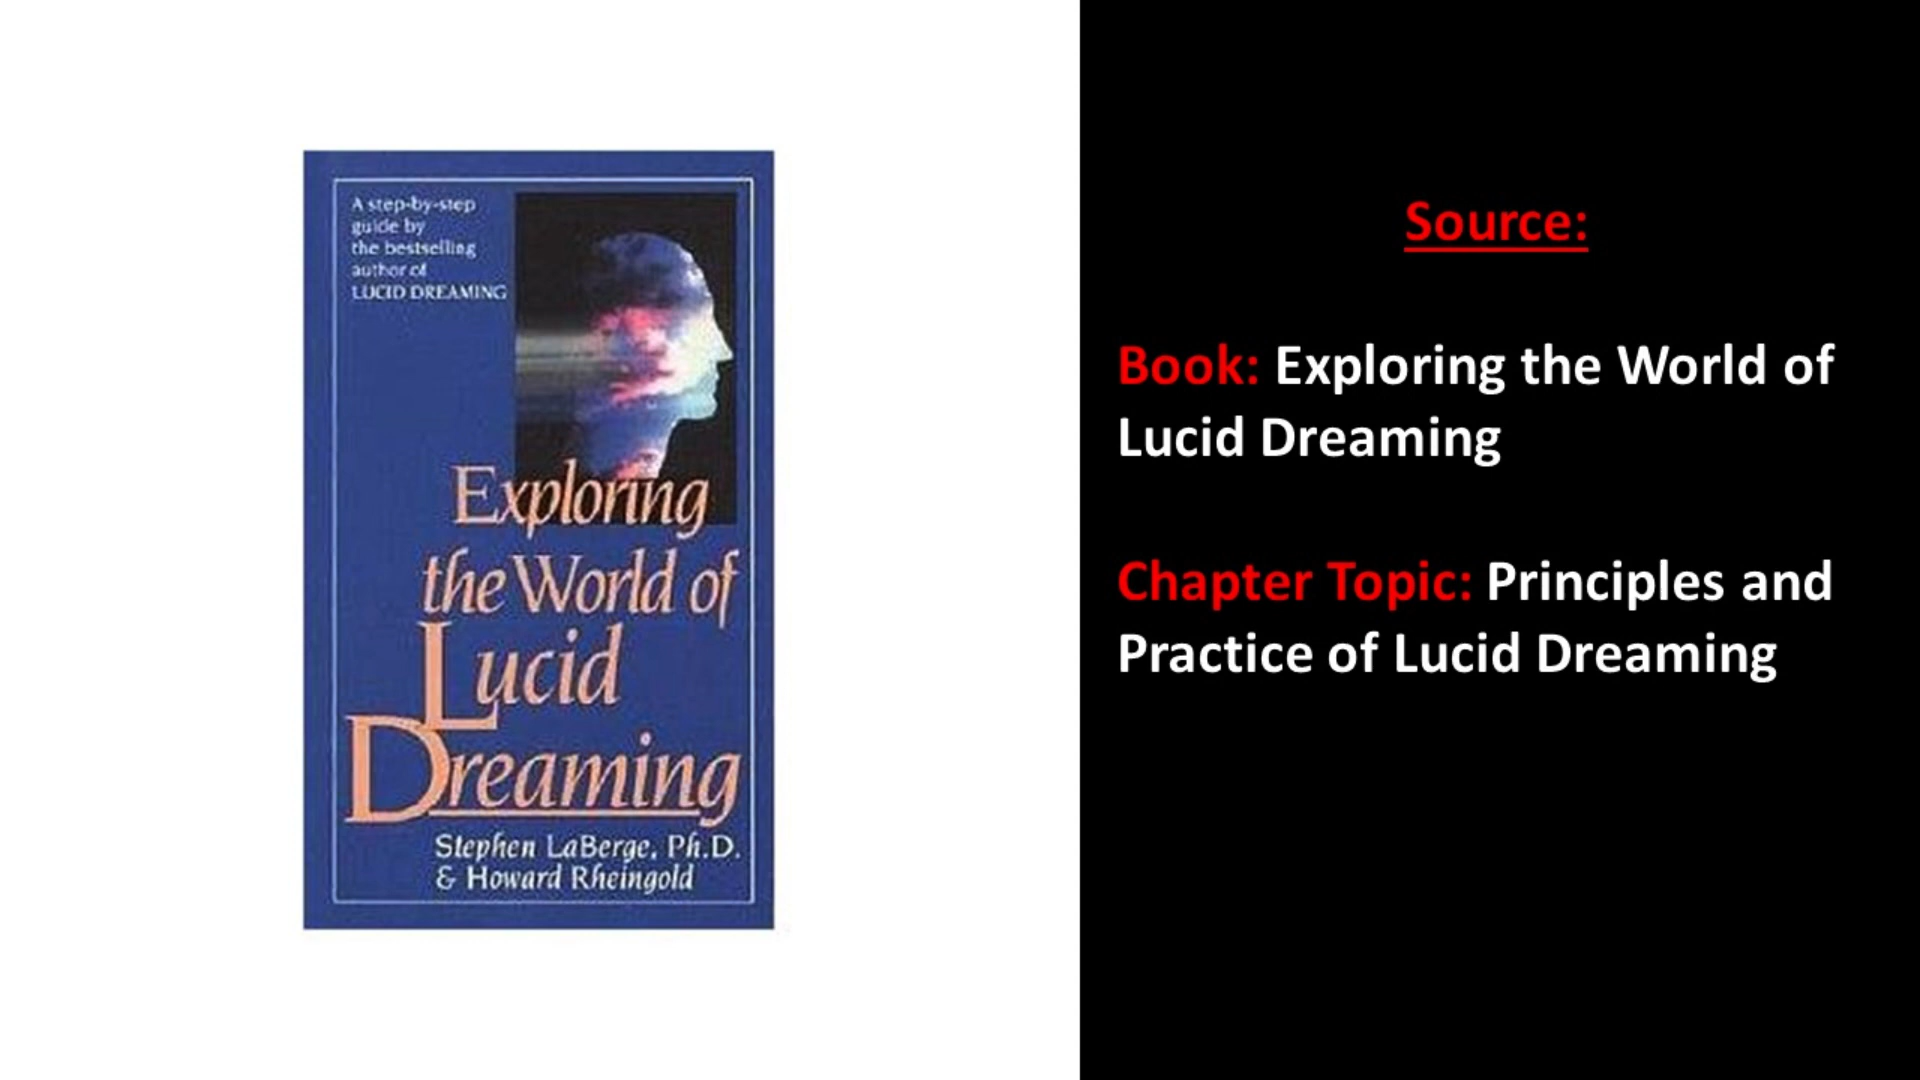 A step-by-step
guide by
the bestselling
author of
LUCID DREAMING
Exploring
the World of
Lucid
Dreaming
Stephen LaBerge, Ph.D.
& Howard Rheingold
Source:
Book: Exploring the World of
Lucid Dreaming
Chapter Topic: Principles and
Practice of Lucid Dreaming